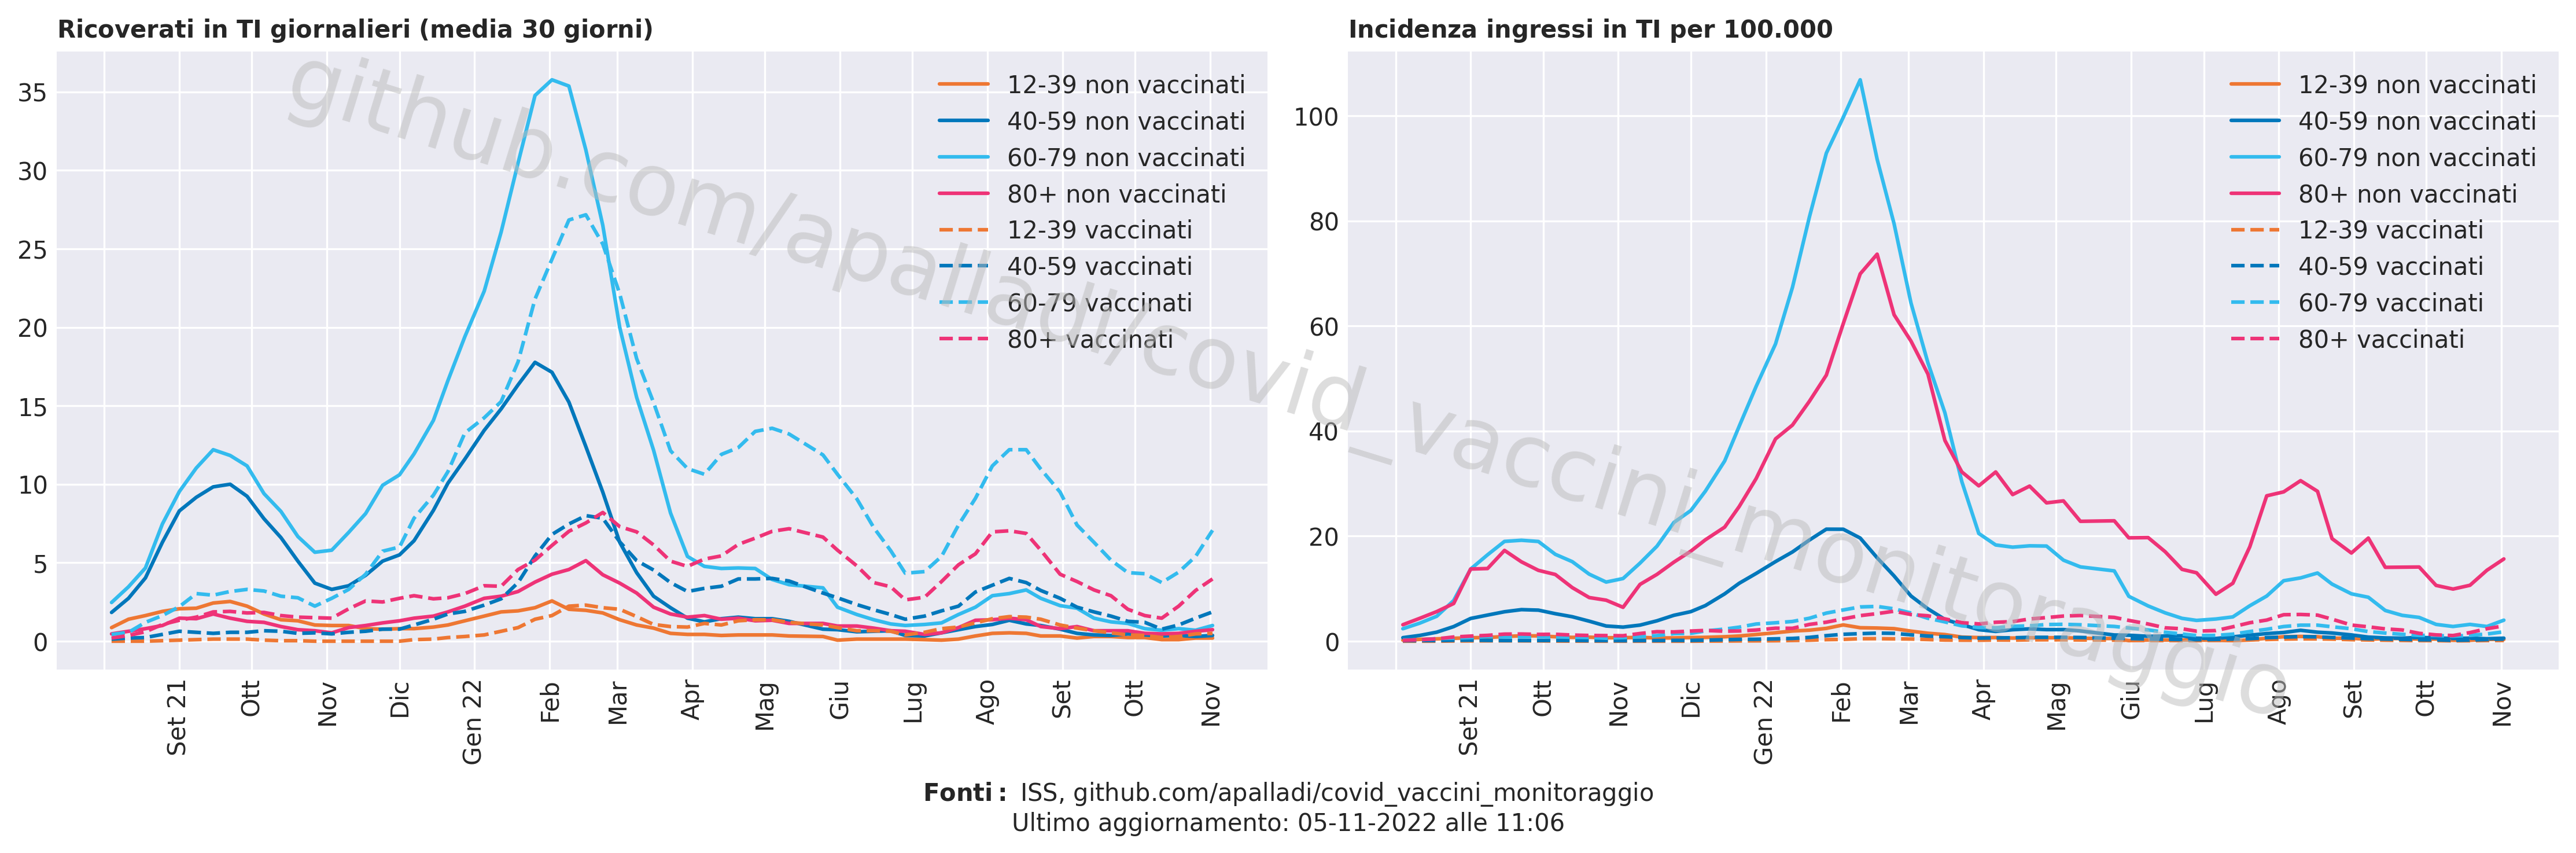 Ricoverati in TI giornalieri (media 30 giorni)
35
30
25
20
15
10
5
0
12-39 non vaccinati
40-59 non vaccinati
60-79 non vaccinati
80+ non vaccinati
12-39 vaccinati
40-59 vaccinati
60-79 vaccinati
80+ vaccinati
Set 21
Ott
Nov
Dic
Gen 22
Feb
Mar
Apr
Mag
Giu
Lug
Ago
Set
Ott
Nov
Incidenza ingressi in TI per 100.000
100
80
60
40
20
0
12-39 non vaccinati
40-59 non vaccinati
60-79 non vaccinati
80+ non vaccinati
12-39 vaccinati
40-59 vaccinati
60-79 vaccinati
80+ vaccinati
Set 21
Ott
Nov
Dic
Gen 22
Feb
Mar
Apr
Mag
Giu
Lug
Ago
Set
Ott
Nov
github.com/apalladi/covid_vaccini_monitoraggio
Fonti: ISS, github.com/apalladi/covid_vaccini_monitoraggio
Ultimo aggiornamento: 05-11-2022 alle 11:06